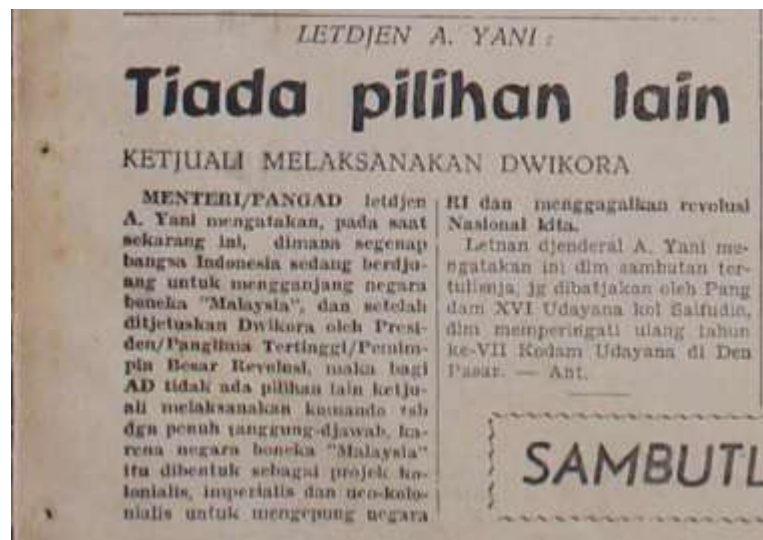 LETDJEN A. YANI :
Tiada pilihan lain
KETJUALI MELAKSANAKAN DWIKORA
MENTERI/PANGAD letdjen
A. Yani mengatakan, pada saat
sekarang ini, dimana segenap
bangsa Indonesia sedang berdju-
ang untuk mengganjang negara
boneka "Malaysia", dan setelah
ditjetuskan Dwikora oleh Presi-
den/Panglima Tertinggi/Pemim-
pin Besar Revolusi, maka bagi
AD tidak ada pilihan lain ketju-
ali melaksanakan komando tsb
dgn penuh tanggung-djawab, ka-
rena negara boneka "Malaysia"
itu dibentuk sebagai projek ko-
lonialis, imperialis dan neo-kolo-
nialis untuk mengepung negara
RI dan menggagalkan revolusi
Nasional kita.
Letnan djenderal A. Yani me-
ngatakan ini dlm sambutan ter-
tulisnja jg dibatjakan oleh Pang
dam XVI Udayana kol Saifudin,
dlm memperingati ulang tahun
ke-VII Kodam Udayana di Den
Pasar. — Ant.
SAMBUTL